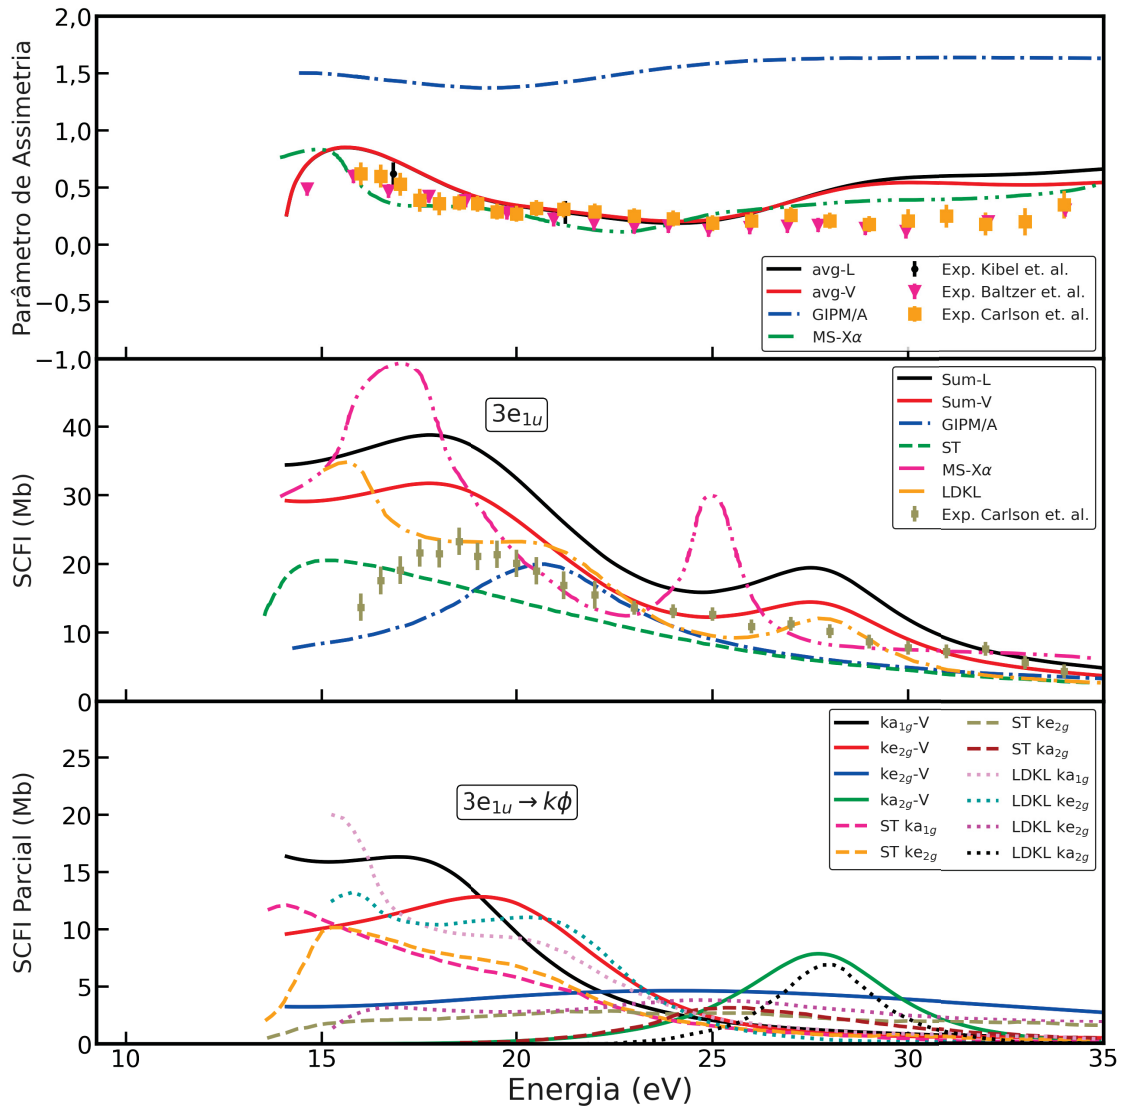 2,0
1,5
1,0
0,5
0,0
−0,5
−1,0
Parâmetro de Assimetria
avg-L
avg-V
GIPM/A
MS-Xα
Exp. Kibel et. al.
Exp. Baltzer et. al.
Exp. Carlson et. al.
40
30
20
10
0
SCFI (Mb)
3e1u
Sum-L
Sum-V
GIPM/A
ST
MS-Xα
LDKL
Exp. Carlson et. al.
25
20
15
10
5
0
SCFI Parcial (Mb)
3e1u → kϕ
ka1g-V
ke2g-V
ke2g-V
ka2g-V
ST ka1g
ST ke2g
ST ke2g
ST ka2g
LDKL ka1g
LDKL ke2g
LDKL ke2g
LDKL ka2g
10 15 20 25 30 35
Energia (eV)